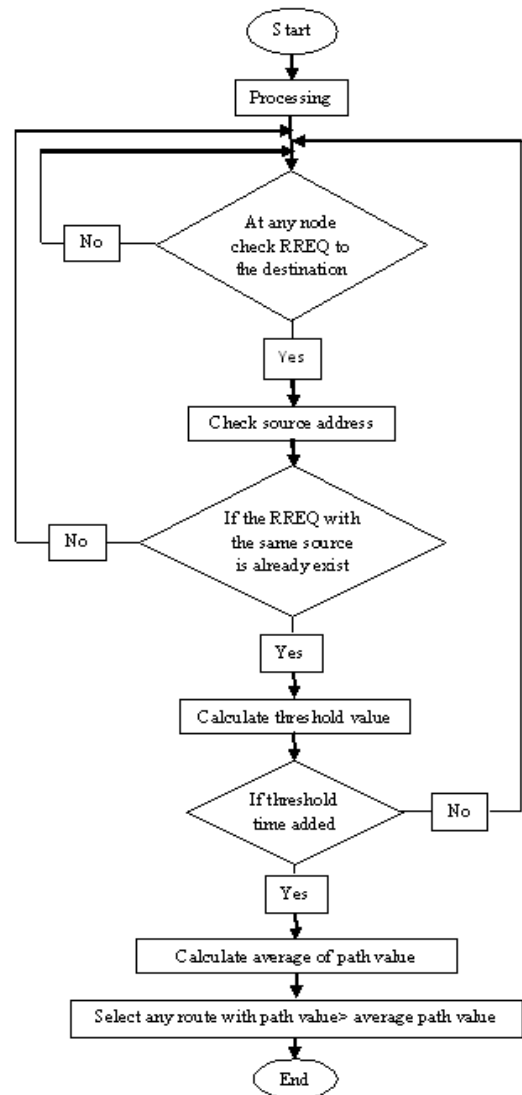 Start
Processing
At any node
check RREQ to
the destination
No
Yes
Check source address
If the RREQ with
the same source
is already exist
No
Yes
Calculate threshold value
If threshold
time added
No
Yes
Calculate average of path value
Select any route with path value> average path value
End